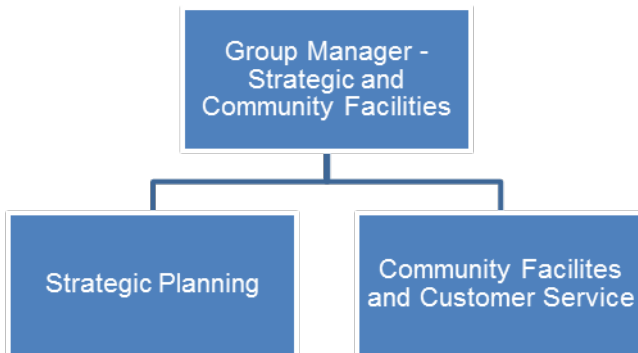 Group Manager -
Strategic and
Community Facilities
Strategic Planning
Community Facilites
and Customer Service